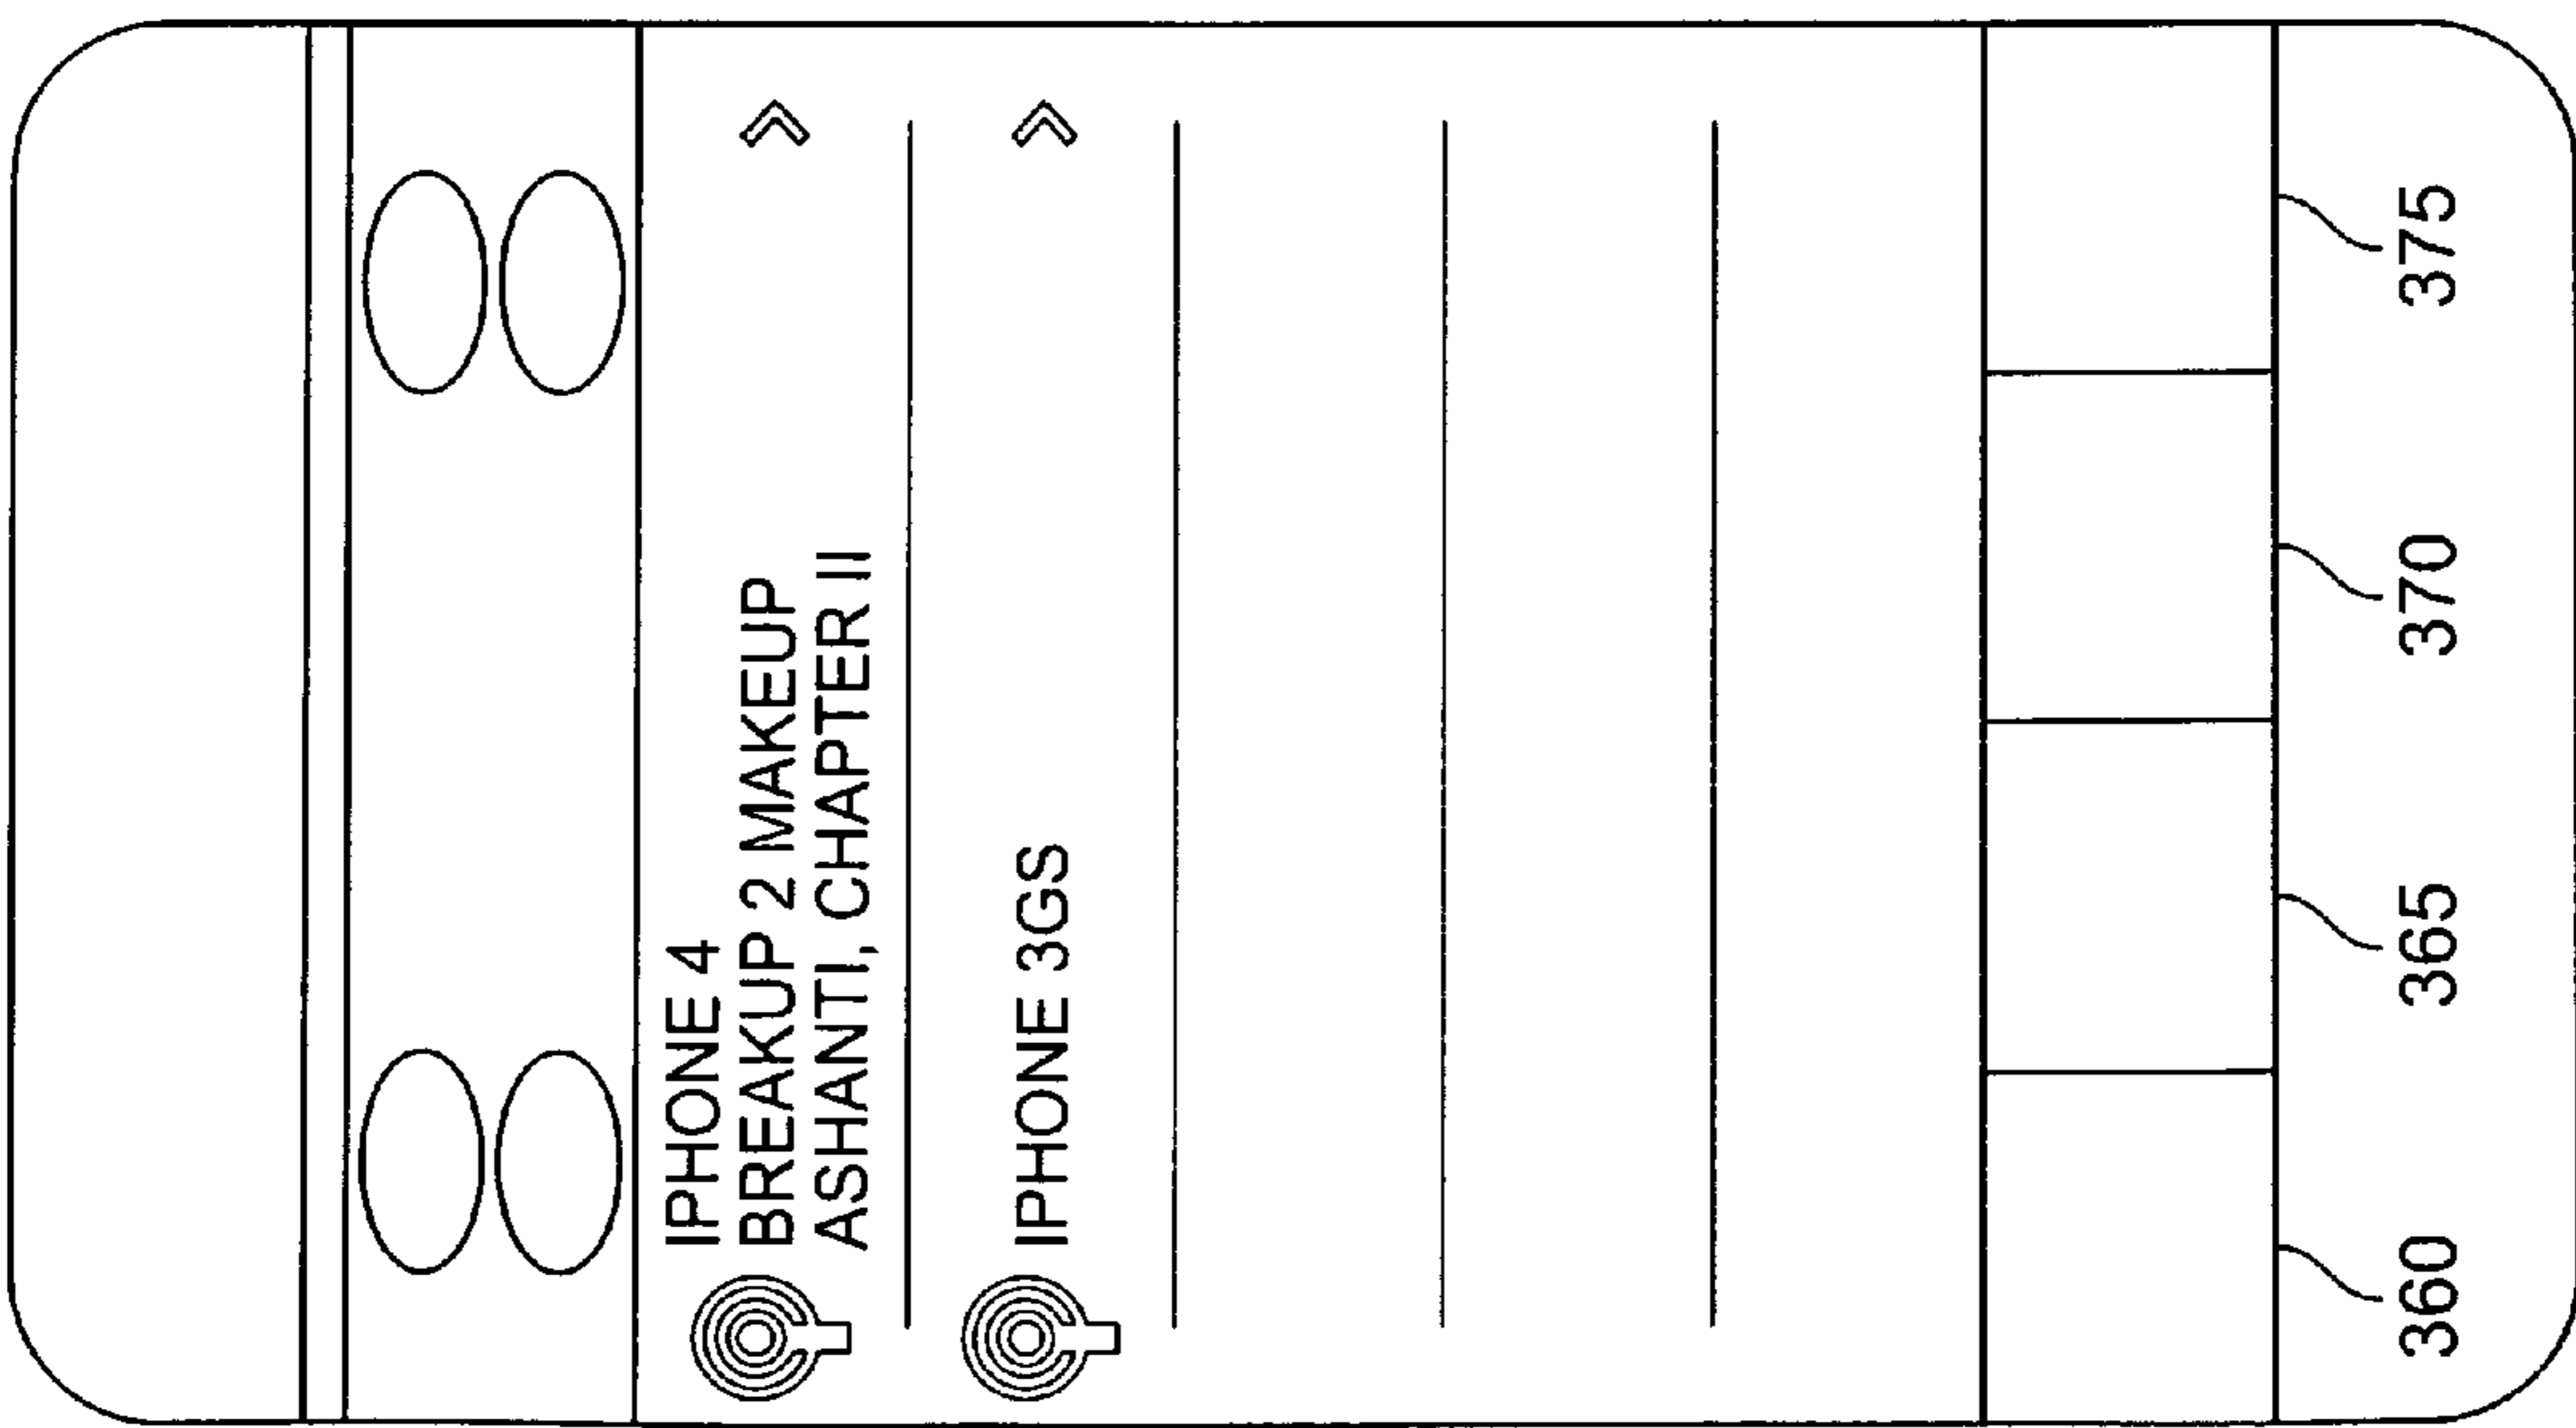 IPHONE 4
BREAKUP 2 MAKEUP
ASHANTI, CHAPTER II
IPHONE 3GS
360
365
370
375